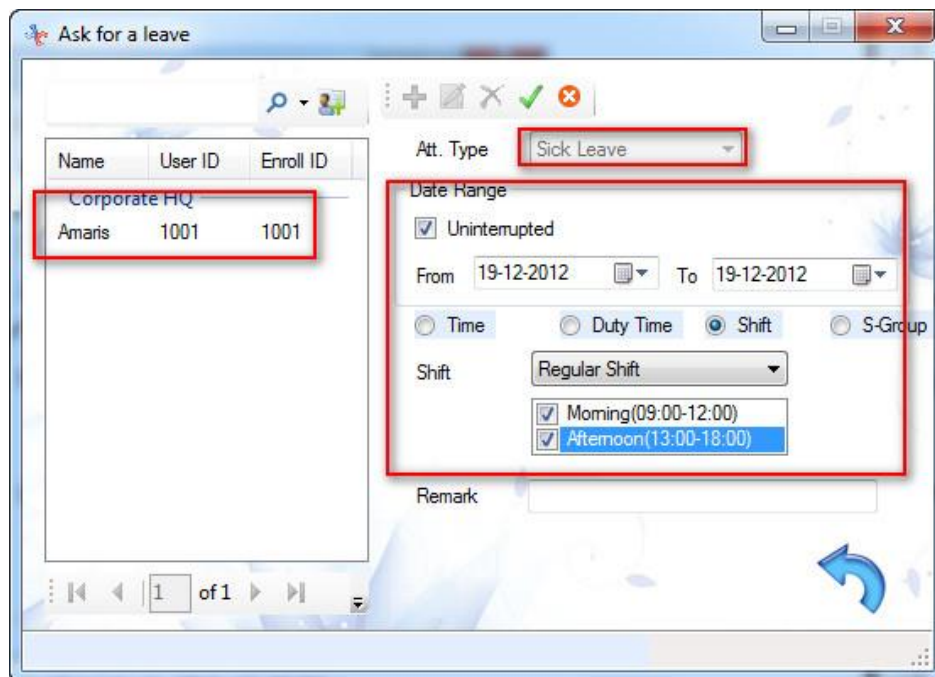 Ask for a leave
Name User ID Enroll ID
Corporate HQ
Amaris 1001 1001
1 of 1
Att. Type Sick Leave
Date Range
Uninterrupted
From 19-12-2012 To 19-12-2012
Time Duty Time Shift S-Group
Shift Regular Shift
Morning(09:00-12:00)
Afternoon(13:00-18:00)
Remark